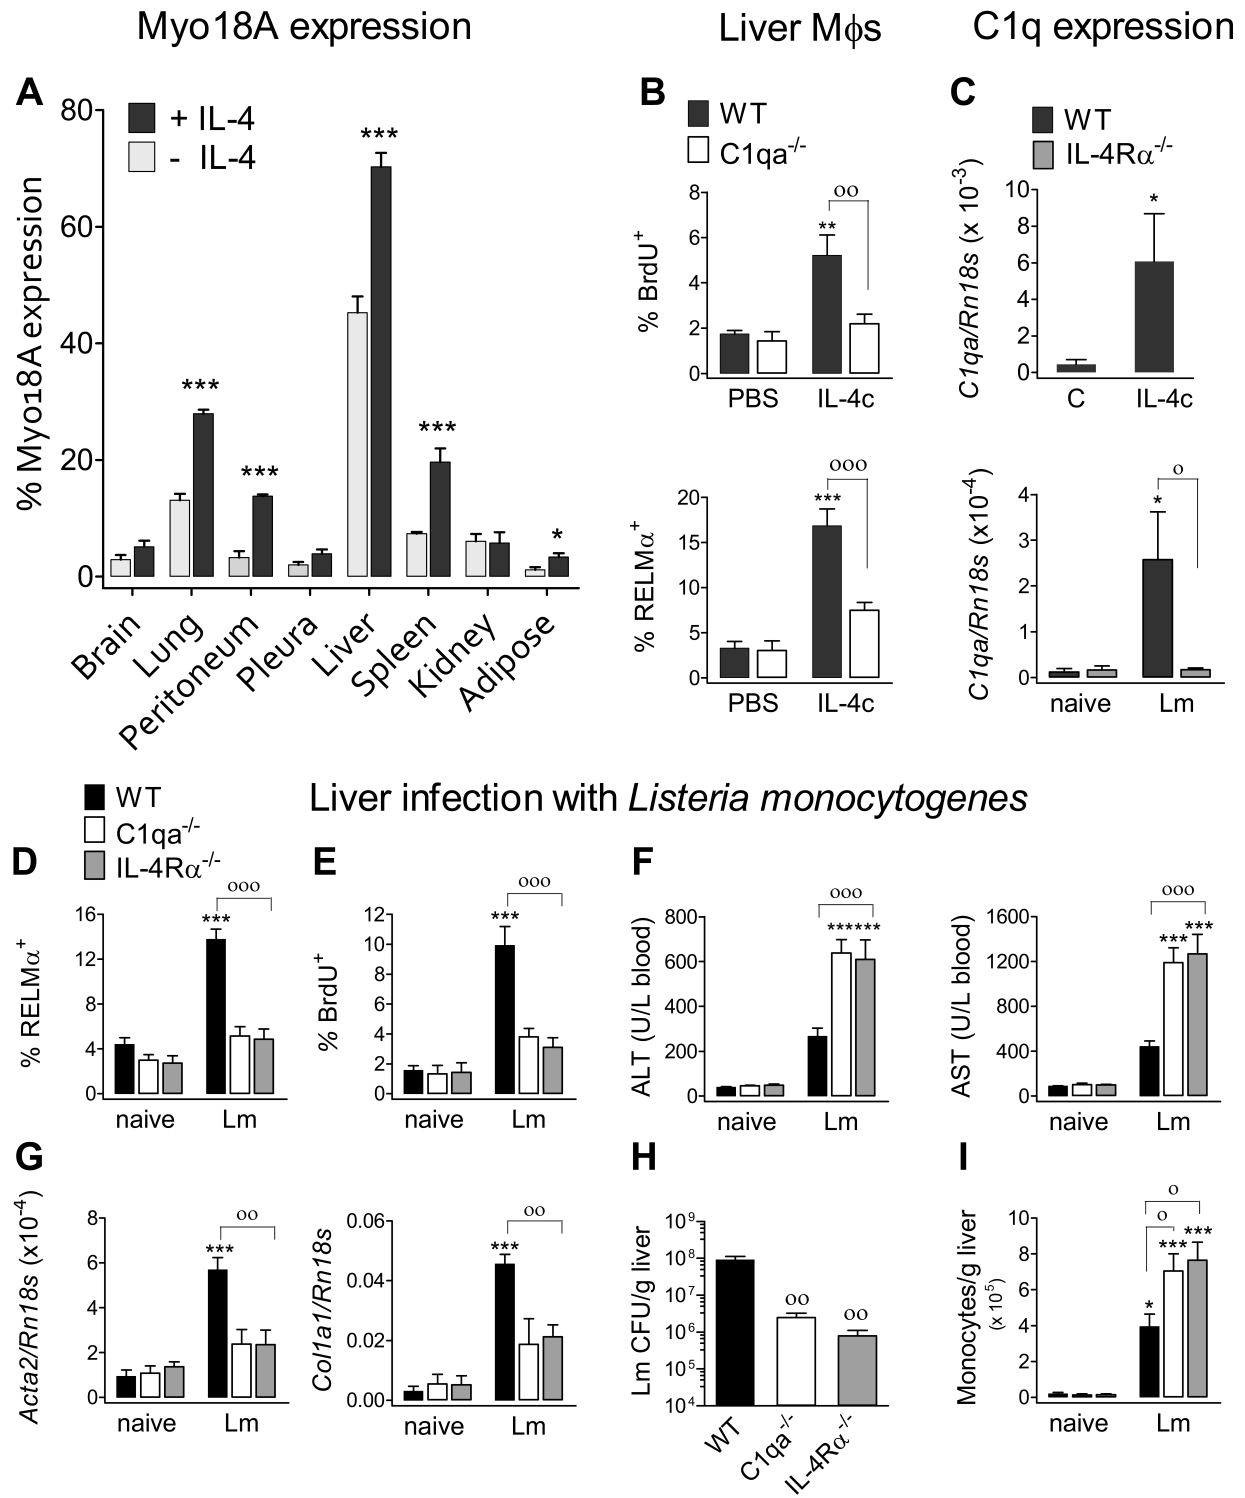 Myo18A expression
Liver Mϕs
C1q expression
A
+ IL-4
- IL-4
% Myo18A expression
80
60
40
20
0
***
***
***
***
*
Brain
Lung
Peritoneum
Pleura
Liver
Spleen
Kidney
Adipose
B
WT
C1qa-/-
% BrdU+
8
6
4
2
0
**
oo
PBS
IL-4c
% RELMα+
20
15
10
5
0
***
ooo
PBS
IL-4c
C
WT
IL-4Rα-/-
C1qa/Rn18s (x 10-3)
10
8
6
4
2
0
*
C
IL-4c
C1qa/Rn18s (x10-4)
4
3
2
1
0
*
o
naive
Lm
WT
C1qa-/-
IL-4Rα-/-
Liver infection with Listeria monocytogenes
D
% RELMα+
16
12
8
4
0
***
ooo
naive
Lm
E
% BrdU+
12
10
8
6
4
2
0
***
ooo
naive
Lm
F
ALT (U/L blood)
800
600
400
200
0
ooo
******
naive
Lm
AST (U/L blood)
1600
1200
800
400
0
ooo
***
***
naive
Lm
G
Acta2/Rn18s (x10-4)
8
6
4
2
0
***
oo
naive
Lm
Col1a1/Rn18s
0.06
0.04
0.02
0.00
***
oo
naive
Lm
H
Lm CFU/g liver
10⁹
10⁸
10⁷
10⁶
10⁵
10⁴
oo
oo
WT
C1qa-/-
IL-4Rα-/-
I
Monocytes/g liver
(x 10⁵)
10
8
6
4
2
0
o
o
*
***
***
naive
Lm